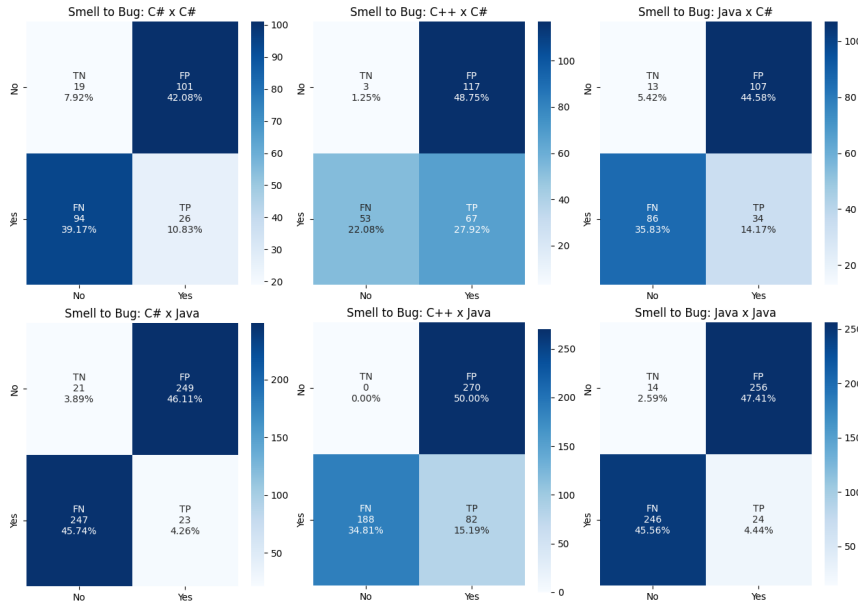 Smell to Bug: C# x C#
No
TN
19
7.92%
FP
101
42.08%
Yes
FN
94
39.17%
TP
26
10.83%
No Yes
100
90
80
70
60
50
40
30
20
Smell to Bug: C++ x C#
TN
3
1.25%
FP
117
48.75%
No
Yes
FN
53
22.08%
TP
67
27.92%
No Yes
100
80
60
40
20
Smell to Bug: Java x C#
No
TN
13
5.42%
FP
107
44.58%
Yes
FN
86
35.83%
TP
34
14.17%
No Yes
100
80
60
40
20
Smell to Bug: C# x Java
No
TN
21
3.89%
FP
249
46.11%
Yes
FN
247
45.74%
TP
23
4.26%
No Yes
200
150
100
50
Smell to Bug: C++ x Java
No
TN
0
0.00%
FP
270
50.00%
Yes
FN
188
34.81%
TP
82
15.19%
No Yes
250
200
150
100
50
0
Smell to Bug: Java x Java
No
TN
14
2.59%
FP
256
47.41%
Yes
FN
246
45.56%
TP
24
4.44%
No Yes
250
200
150
100
50